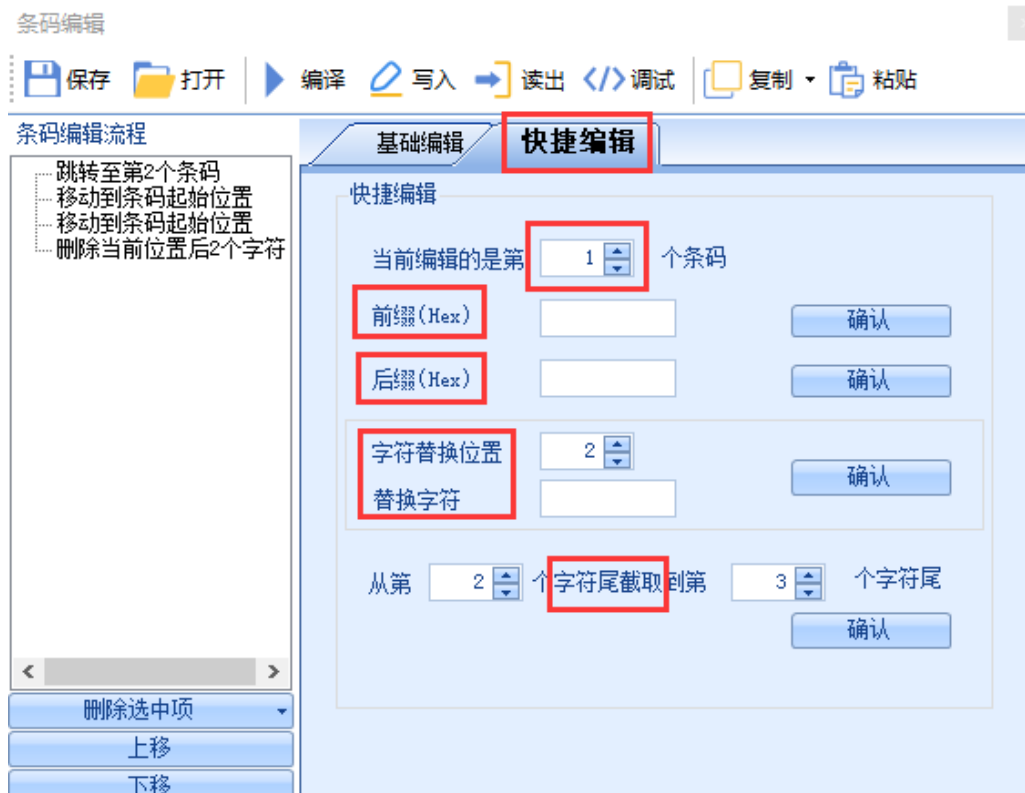 条码编辑
保存 打开 编译 写入 读出 调试 复制 粘贴
条码编辑流程
跳转至第2个条码
移动到条码起始位置
移动到条码起始位置
删除当前位置后2个字符
删除选中项
上移
下移
基础编辑 快捷编辑
快捷编辑
当前编辑的是第 1 个条码
前缀(Hex) 确认
后缀(Hex) 确认
字符替换位置 2
替换字符
确认
从第 2 个字符尾截取到第 3 个字符尾
确认